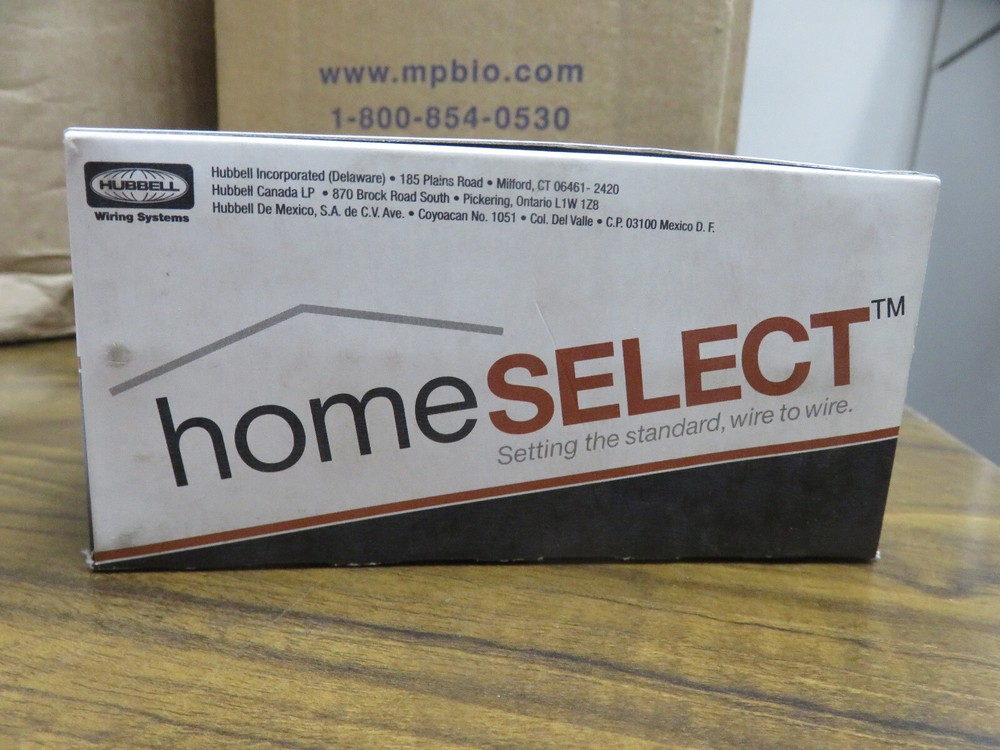 www.mpbio.com
1-800-854-0530
HUBBELL
Wiring Systems
Hubbell Incorporated (Delaware) • 185 Plains Road • Milford, CT 06461- 2420
Hubbell Canada LP • 870 Brock Road South • Pickering, Ontario L1W 1Z8
Hubbell De Mexico, S.A. de C.V. Ave. • Coyoacan No. 1051 • Col. Del Valle • C.P. 03100 Mexico D. F.
homeSELECT™
Setting the standard, wire to wire.